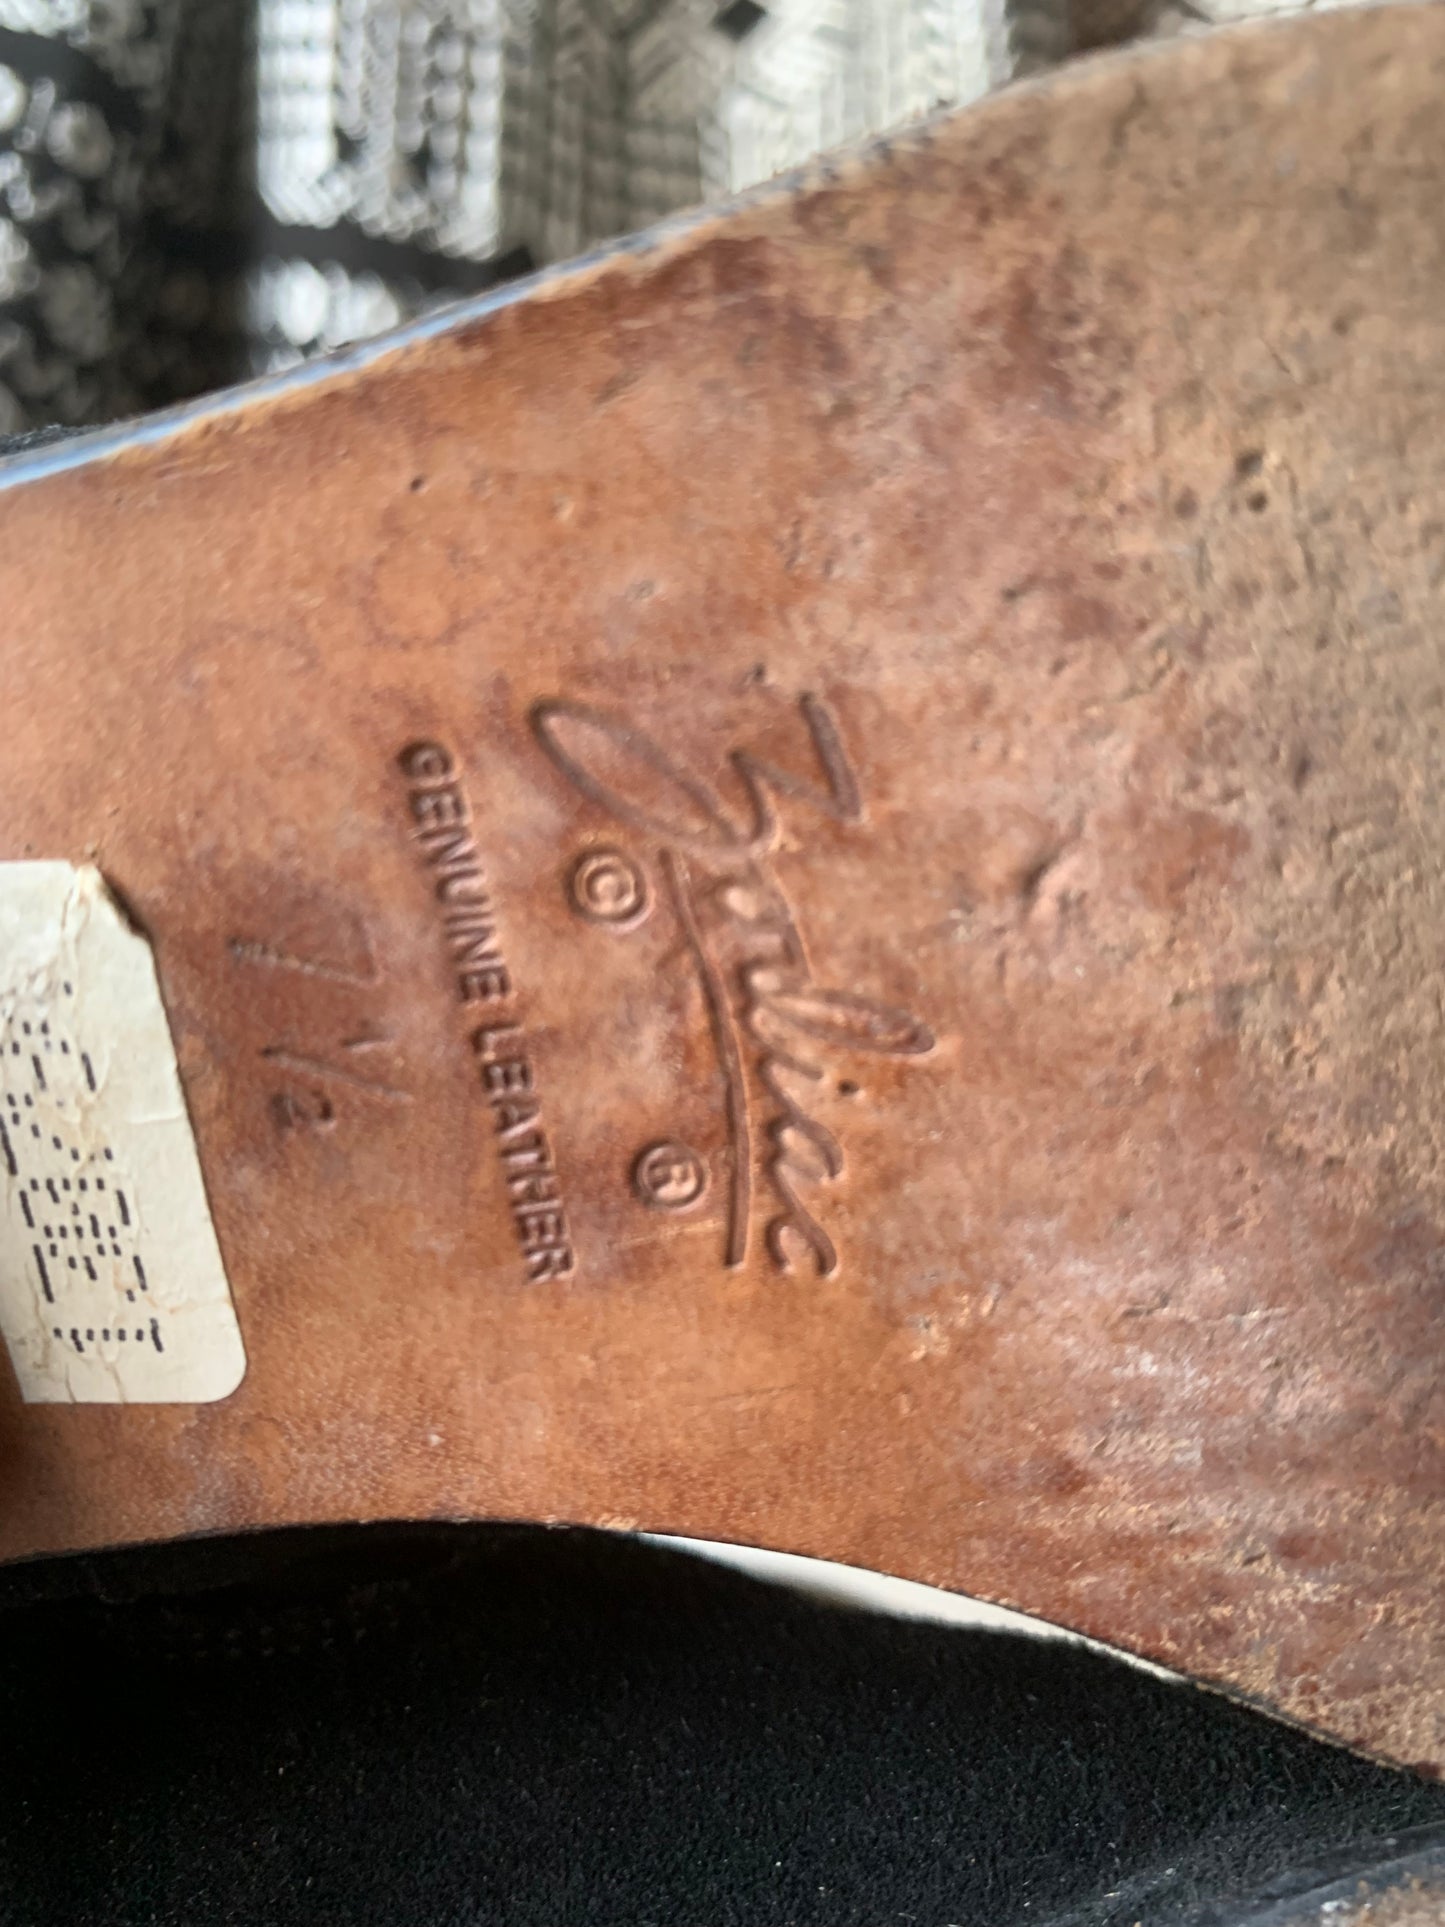 Zodiac
© ®
GENUINE LEATHER
7 1/2